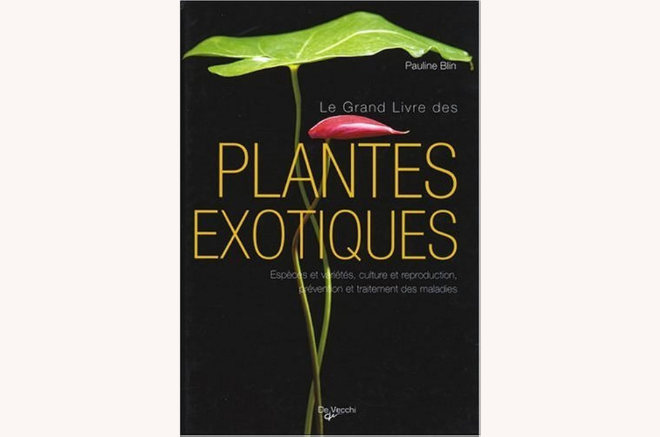 Pauline Blin
Le Grand Livre des
PLANTES
EXOTIQUES
Espèces et variétés, culture et reproduction,
prévention et traitement des maladies
De Vecchi